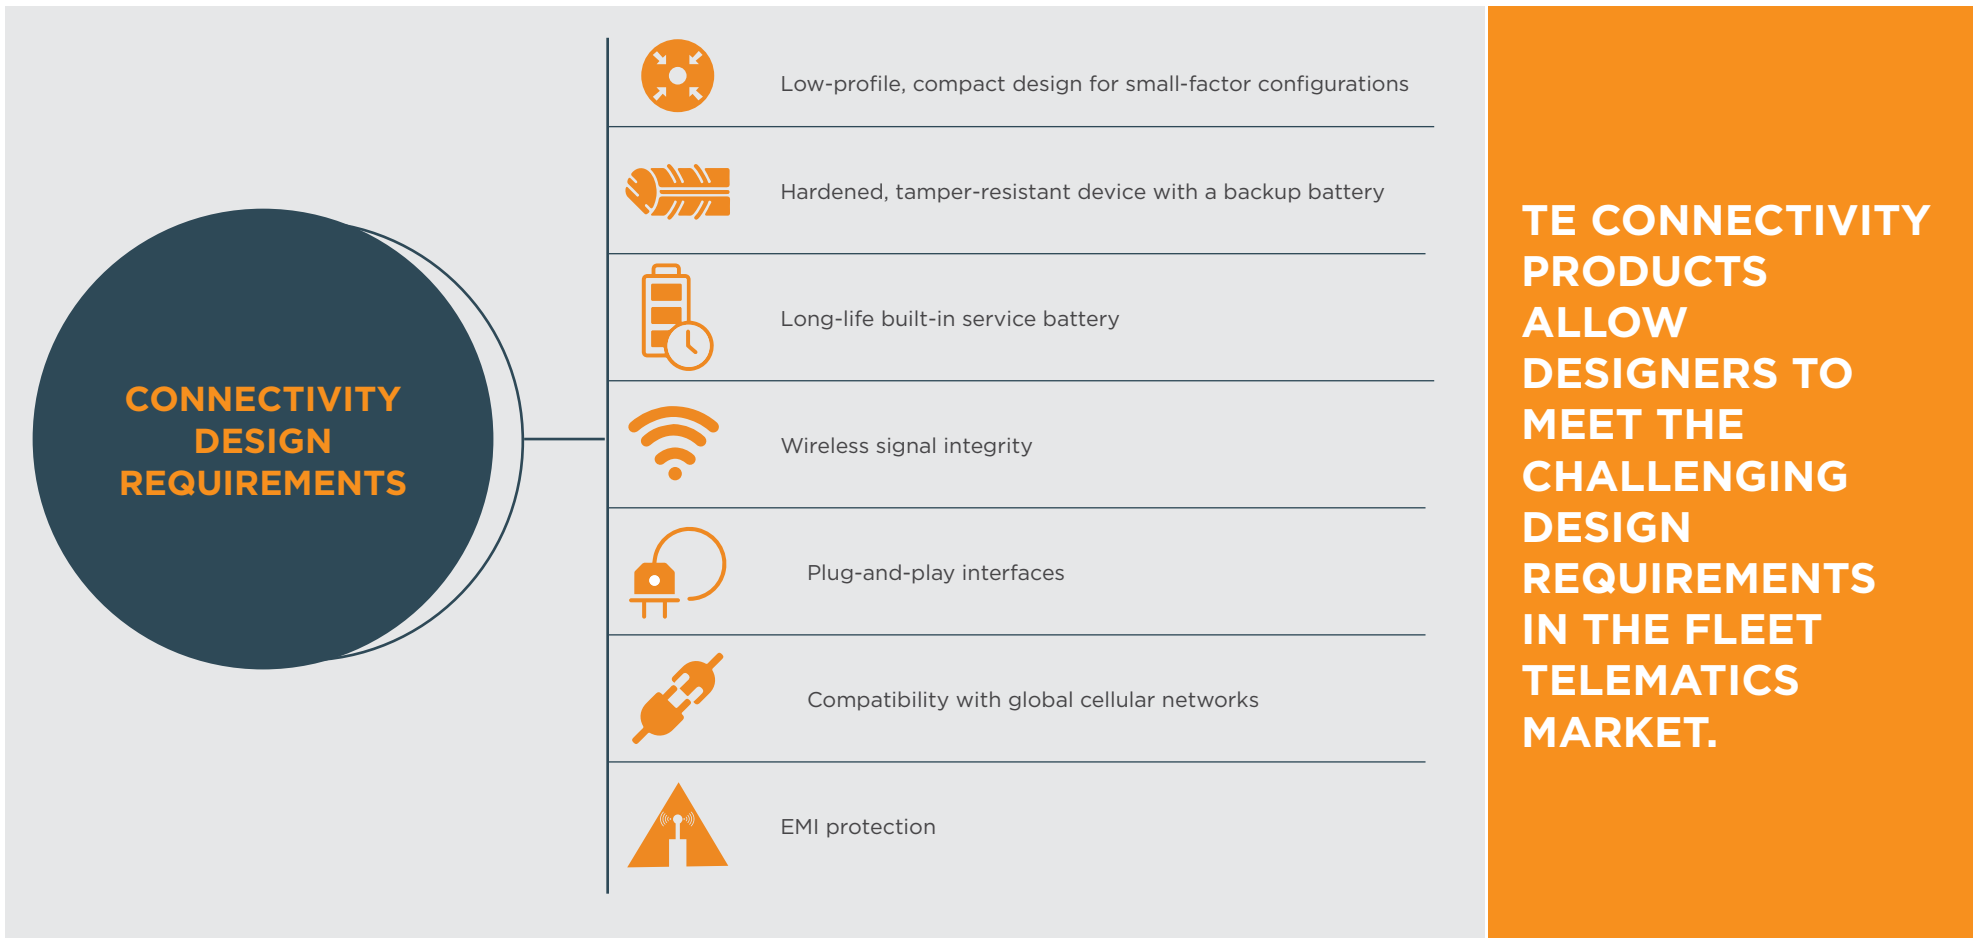 CONNECTIVITY
DESIGN
REQUIREMENTS
Low-profile, compact design for small-factor configurations
Hardened, tamper-resistant device with a backup battery
Long-life built-in service battery
Wireless signal integrity
Plug-and-play interfaces
Compatibility with global cellular networks
EMI protection
TE CONNECTIVITY
PRODUCTS
ALLOW
DESIGNERS TO
MEET THE
CHALLENGING
DESIGN
REQUIREMENTS
IN THE FLEET
TELEMATICS
MARKET.